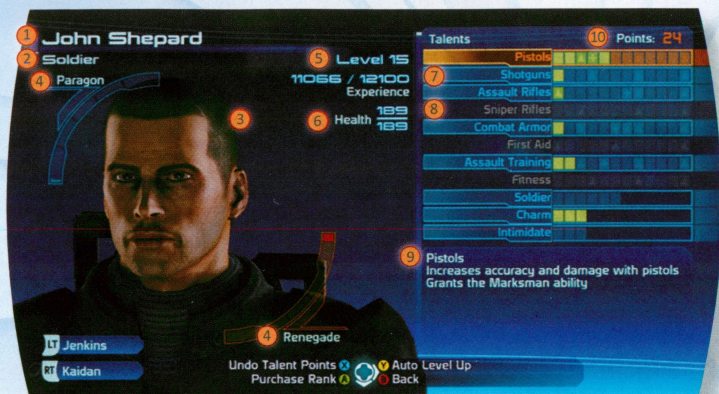 1 John Shepard
2 Soldier
4 Paragon
5 Level 15
11066 / 12100
Experience
3
6 Health 189
189
4 Renegade
LT Jenkins
RT Kaidan
Undo Talent Points X
Purchase Rank A
Y Auto Level Up
B Back
Talents
10 Points: 24
Pistols
7 Shotguns
Assault Rifles
8 Sniper Rifles
Combat Armor
First Aid
Assault Training
Fitness
Soldier
Charm
Intimidate
9 Pistols
Increases accuracy and damage with pistols
Grants the Marksman ability